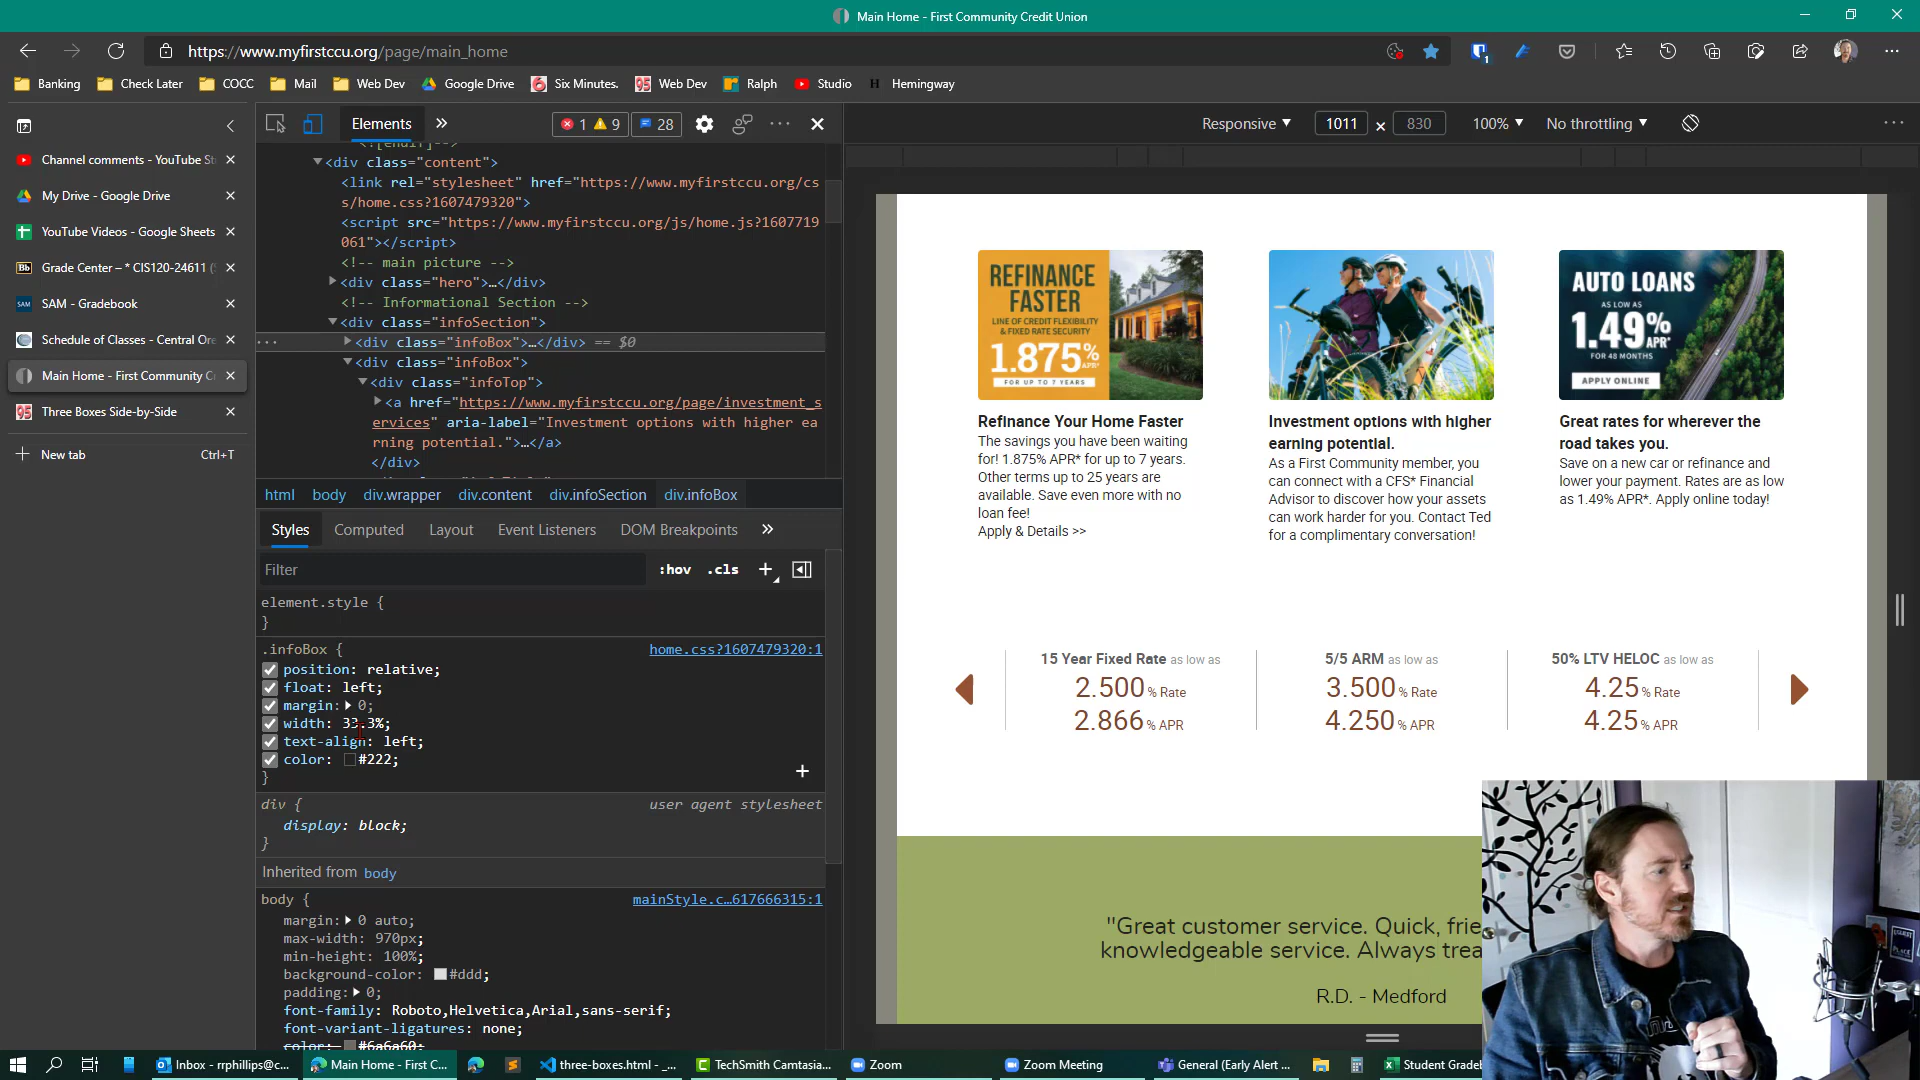 Main Home - First Community Credit Union
https://www.myfirstccu.org/page/main_home
Banking
Check Later
COCC
Mail
Web Dev
Google Drive
Six Minutes.
Web Dev
Ralph
Studio
H Hemingway
Channel comments - YouTube St
My Drive - Google Drive
YouTube Videos - Google Sheets
Grade Center – * CIS120-24611 (
SAM - Gradebook
Schedule of Classes - Central Ore
Main Home - First Community C
Three Boxes Side-by-Side
New tab Ctrl+T
Elements
1 9
28
<![endif]-->
<div class="content">
<link rel="stylesheet" href="https://www.myfirstccu.org/cs
s/home.css?1607479320">
<script src="https://www.myfirstccu.org/js/home.js?1607719
061"></script>
<!-- main picture -->
<div class="hero">…</div>
<!-- Informational Section -->
<div class="infoSection">
<div class="infoBox">…</div> == $0
<div class="infoBox">
<div class="infoTop">
<a href="https://www.myfirstccu.org/page/investment_s
ervices" aria-label="Investment options with higher ea
rning potential.">…</a>
</div>
html body div.wrapper div.content div.infoSection div.infoBox
Styles Computed Layout Event Listeners DOM Breakpoints
Filter
:hov .cls
element.style {
}
.infoBox { home.css?1607479320:1
position: relative;
float: left;
margin: 0;
width: 33.3%;
text-align: left;
color: #222;
}
div { user agent stylesheet
display: block;
}
Inherited from body
body { mainStyle.c…617666315:1
margin: 0 auto;
max-width: 970px;
min-height: 100%;
background-color: #ddd;
padding: 0;
font-family: Roboto,Helvetica,Arial,sans-serif;
font-variant-ligatures: none;
color: #6a6a60;
Responsive 1011 × 830 100% No throttling
REFINANCE
FASTER
LINE OF CREDIT FLEXIBILITY
& FIXED RATE SECURITY
1.875% APR*
FOR UP TO 7 YEARS
AUTO LOANS
AS LOW AS
1.49% APR*
FOR 48 MONTHS
APPLY ONLINE
Refinance Your Home Faster
The savings you have been waiting
for! 1.875% APR* for up to 7 years.
Other terms up to 25 years are
available. Save even more with no
loan fee!
Apply & Details >>
Investment options with higher
earning potential.
As a First Community member, you
can connect with a CFS* Financial
Advisor to discover how your assets
can work harder for you. Contact Ted
for a complimentary conversation!
Great rates for wherever the
road takes you.
Save on a new car or refinance and
lower your payment. Rates are as low
as 1.49% APR*. Apply online today!
15 Year Fixed Rate as low as
2.500 % Rate
2.866 % APR
5/5 ARM as low as
3.500 % Rate
4.250 % APR
50% LTV HELOC as low as
4.25 % Rate
4.25 % APR
"Great customer service. Quick, frie
knowledgeable service. Always trea
R.D. - Medford
Inbox - rrphillips@c...
Main Home - First C...
three-boxes.html - _...
TechSmith Camtasia...
Zoom
Zoom Meeting
General (Early Alert ...
Student Grade